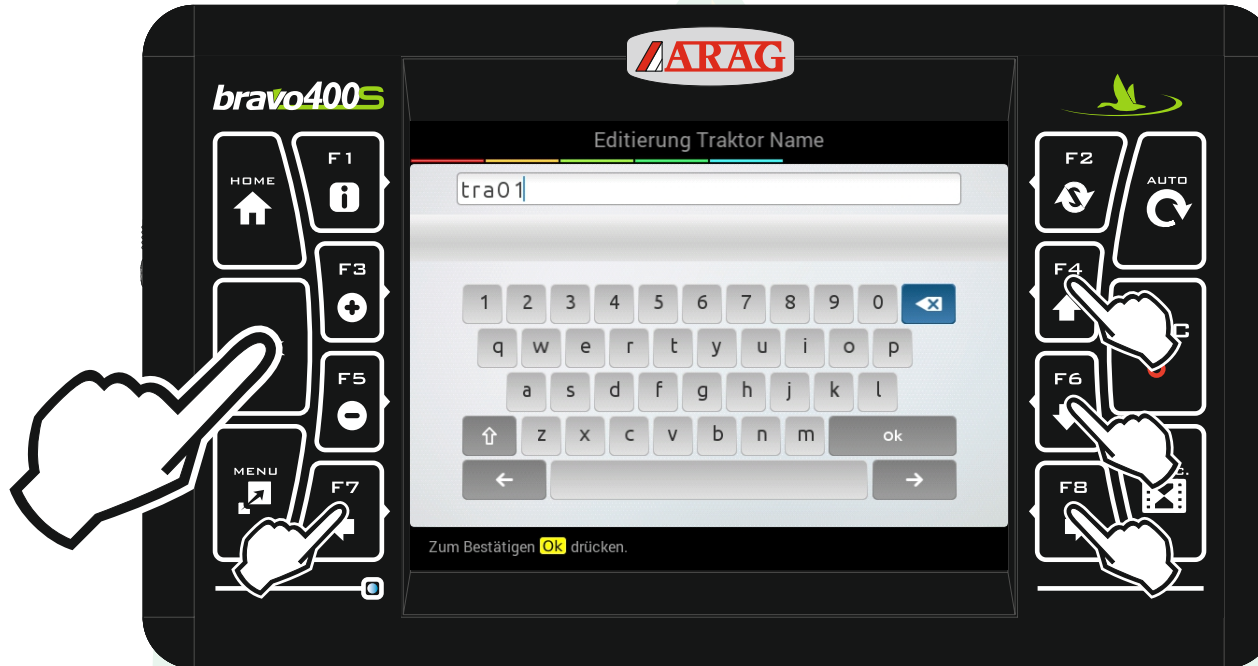 ARAG
bravo400S
Editierung Traktor Name
F1
F2
HOME
AUTO
tra01
F3
F4
1 2 3 4 5 6 7 8 9 0
q w e r t y u i o p
F5
F6
a s d f g h j k l
z x c v b n m ok
MENU
F7
F8
Zum Bestätigen Ok drücken.